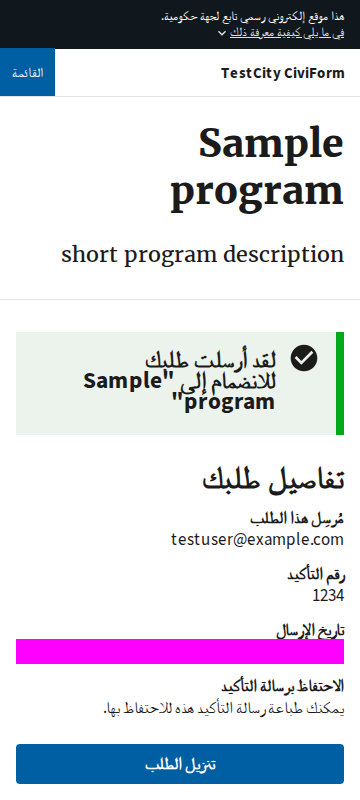 هذا موقع إلكتروني رسمي تابع لجهة حكومية.
في ما يلي كيفية معرفة ذلك
TestCity CiviForm
القائمة
Sample
program
short program description
لقد أرسلت طلبك
للانضمام إلى "Sample
program"
تفاصيل طلبك
مُرسِل هذا الطلب
testuser@example.com
رقم التأكيد
1234
تاريخ الإرسال
الاحتفاظ برسالة التأكيد
يمكنك طباعة رسالة التأكيد هذه للاحتفاظ بها.
تنزيل الطلب